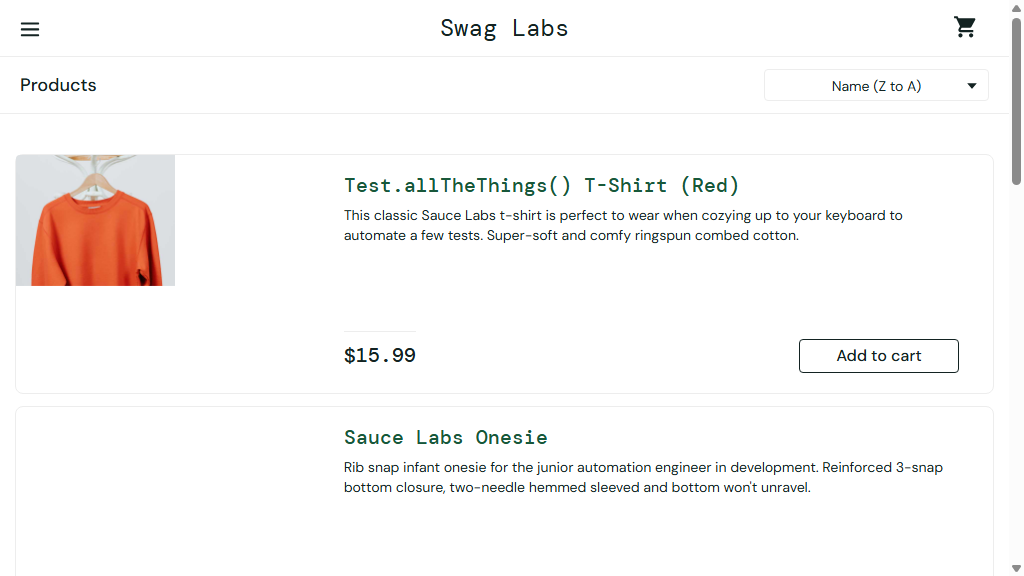 Swag Labs
Products
Name (Z to A)
Test.allTheThings() T-Shirt (Red)
This classic Sauce Labs t-shirt is perfect to wear when cozying up to your keyboard to
automate a few tests. Super-soft and comfy ringspun combed cotton.
$15.99
Add to cart
Sauce Labs Onesie
Rib snap infant onesie for the junior automation engineer in development. Reinforced 3-snap
bottom closure, two-needle hemmed sleeved and bottom won't unravel.